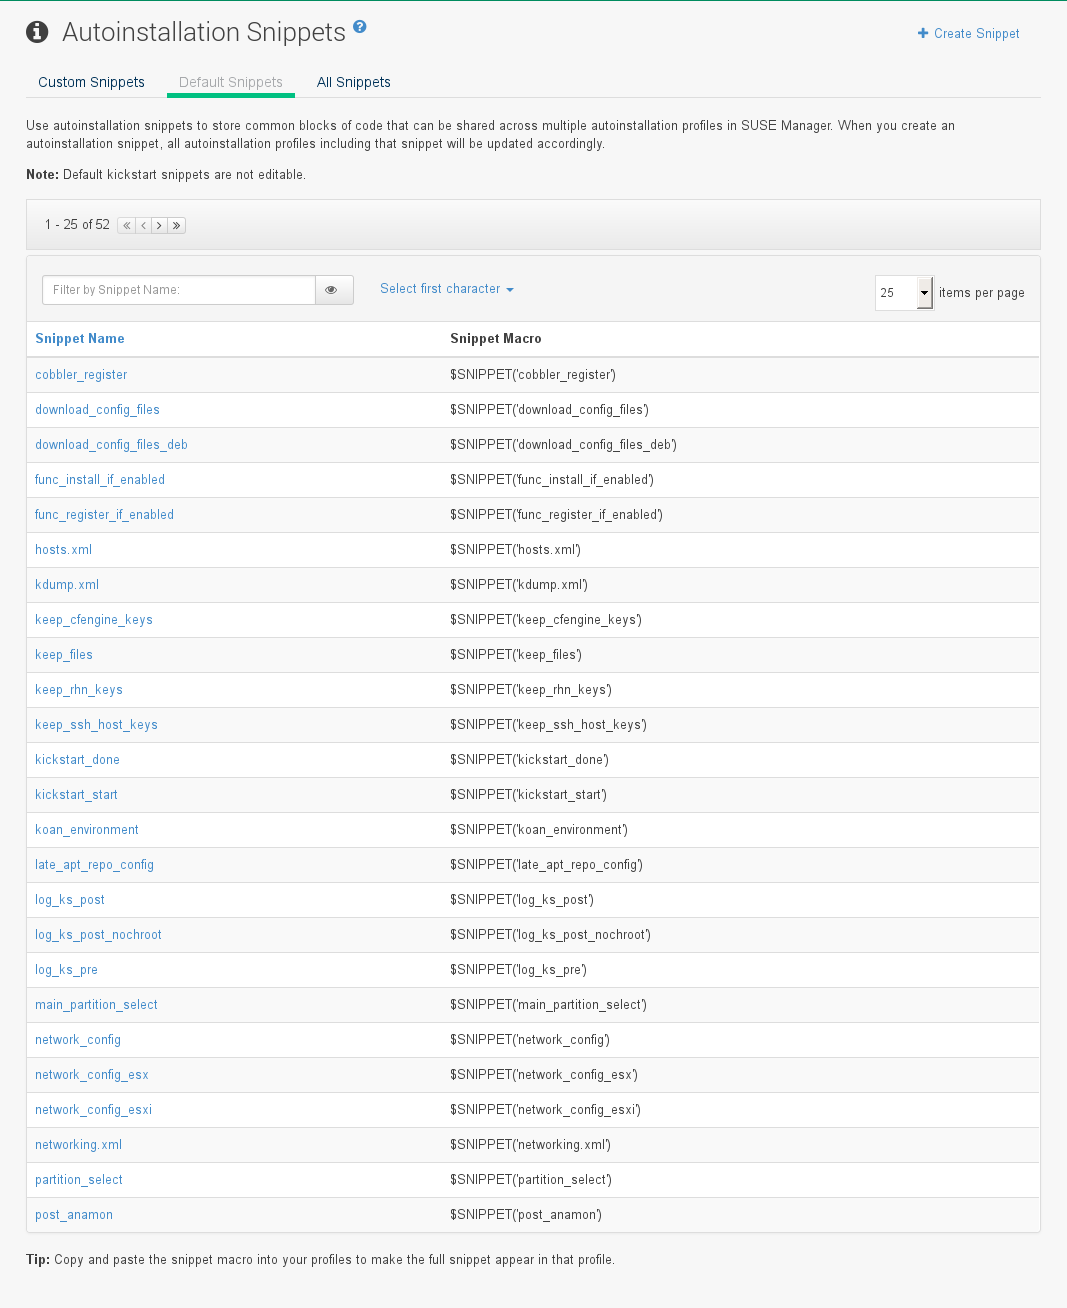 Autoinstallation Snippets
Create Snippet
Custom Snippets Default Snippets All Snippets
Use autoinstallation snippets to store common blocks of code that can be shared across multiple autoinstallation profiles in SUSE Manager. When you create an
autoinstallation snippet, all autoinstallation profiles including that snippet will be updated accordingly.
Note: Default kickstart snippets are not editable.
1 - 25 of 52
Filter by Snippet Name: Select first character 25 items per page
Snippet Name Snippet Macro
cobbler_register $SNIPPET('cobbler_register')
download_config_files $SNIPPET('download_config_files')
download_config_files_deb $SNIPPET('download_config_files_deb')
func_install_if_enabled $SNIPPET('func_install_if_enabled')
func_register_if_enabled $SNIPPET('func_register_if_enabled')
hosts.xml $SNIPPET('hosts.xml')
kdump.xml $SNIPPET('kdump.xml')
keep_cfengine_keys $SNIPPET('keep_cfengine_keys')
keep_files $SNIPPET('keep_files')
keep_rhn_keys $SNIPPET('keep_rhn_keys')
keep_ssh_host_keys $SNIPPET('keep_ssh_host_keys')
kickstart_done $SNIPPET('kickstart_done')
kickstart_start $SNIPPET('kickstart_start')
koan_environment $SNIPPET('koan_environment')
late_apt_repo_config $SNIPPET('late_apt_repo_config')
log_ks_post $SNIPPET('log_ks_post')
log_ks_post_nochroot $SNIPPET('log_ks_post_nochroot')
log_ks_pre $SNIPPET('log_ks_pre')
main_partition_select $SNIPPET('main_partition_select')
network_config $SNIPPET('network_config')
network_config_esx $SNIPPET('network_config_esx')
network_config_esxi $SNIPPET('network_config_esxi')
networking.xml $SNIPPET('networking.xml')
partition_select $SNIPPET('partition_select')
post_anamon $SNIPPET('post_anamon')
Tip: Copy and paste the snippet macro into your profiles to make the full snippet appear in that profile.